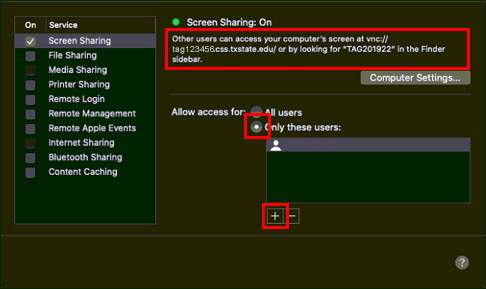 On Service
Screen Sharing
File Sharing
Media Sharing
Printer Sharing
Remote Login
Remote Management
Remote Apple Events
Internet Sharing
Bluetooth Sharing
Content Caching
Screen Sharing: On
Other users can access your computer's screen at vnc://
tag123456.css.txstate.edu/ or by looking for "TAG201922" in the Finder
sidebar.
Computer Settings...
Allow access for: All users
Only these users:
+ −
?